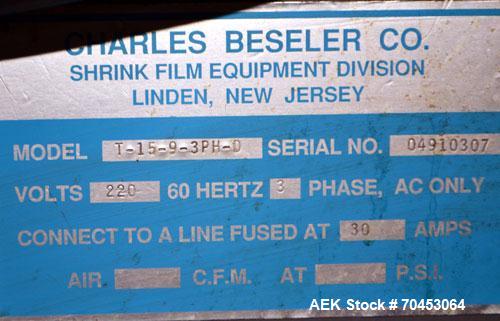 CHARLES BESELER CO.
SHRINK FILM EQUIPMENT DIVISION
LINDEN, NEW JERSEY
MODEL T-15-9-3PH-D SERIAL NO. 04910307
VOLTS 220 60 HERTZ 3 PHASE, AC ONLY
CONNECT TO A LINE FUSED AT 30 AMPS
AIR C.F.M. AT P.S.I.
AEK Stock# 70453064